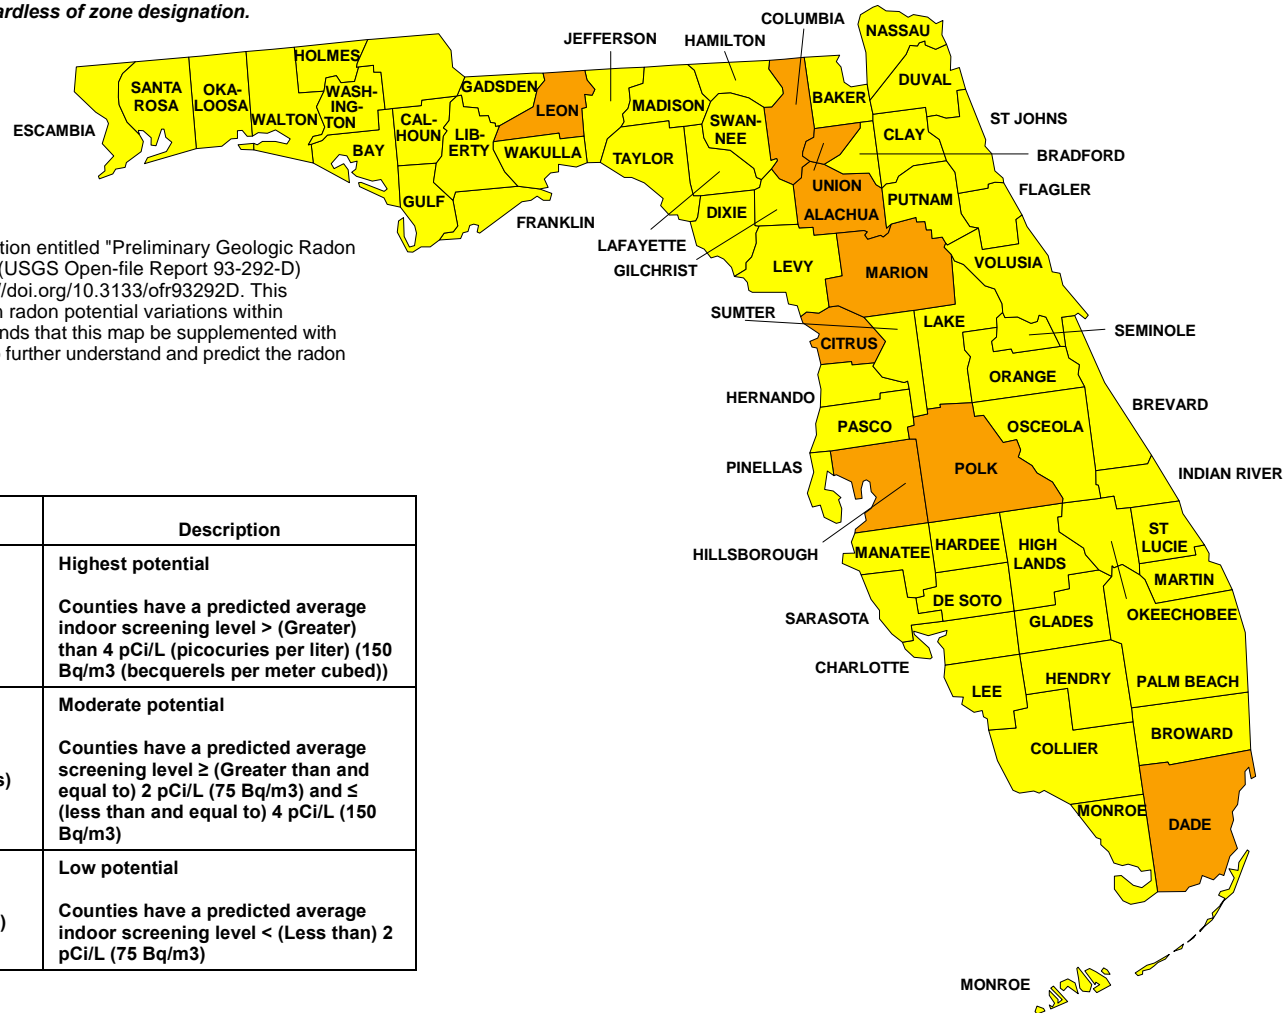 ardless of zone designation.
COLUMBIA
NASSAU
JEFFERSON
HAMILTON
HOLMES
DUVAL
SANTA
ROSA
OKA-
LOOSA
WALTON
WASH-
ING-
TON
GADSDEN
LEON
MADISON
BAKER
ESCAMBIA
BAY
CAL-
HOUN
LIB-
ERTY
WAKULLA
TAYLOR
SWAN-
NEE
CLAY
ST JOHNS
BRADFORD
GULF
FRANKLIN
DIXIE
UNION
ALACHUA
PUTNAM
FLAGLER
LAFAYETTE
GILCHRIST
LEVY
MARION
VOLUSIA
tion entitled "Preliminary Geologic Radon
(USGS Open-file Report 93-292-D)
//doi.org/10.3133/ofr93292D. This
n radon potential variations within
nds that this map be supplemented with
further understand and predict the radon
SUMTER
CITRUS
LAKE
SEMINOLE
ORANGE
HERNANDO
PASCO
OSCEOLA
BREVARD
PINELLAS
POLK
INDIAN RIVER
HILLSBOROUGH
MANATEE
HARDEE
HIGH
LANDS
ST
LUCIE
MARTIN
DE SOTO
SARASOTA
GLADES
OKEECHOBEE
CHARLOTTE
LEE
HENDRY
PALM BEACH
COLLIER
BROWARD
MONROE
DADE
MONROE
Description
Highest potential
Counties have a predicted average
indoor screening level > (Greater)
than 4 pCi/L (picocuries per liter) (150
Bq/m3 (becquerels per meter cubed))
s)
Moderate potential
Counties have a predicted average
screening level ≥ (Greater than and
equal to) 2 pCi/L (75 Bq/m3) and ≤
(less than and equal to) 4 pCi/L (150
Bq/m3)
)
Low potential
Counties have a predicted average
indoor screening level < (Less than) 2
pCi/L (75 Bq/m3)